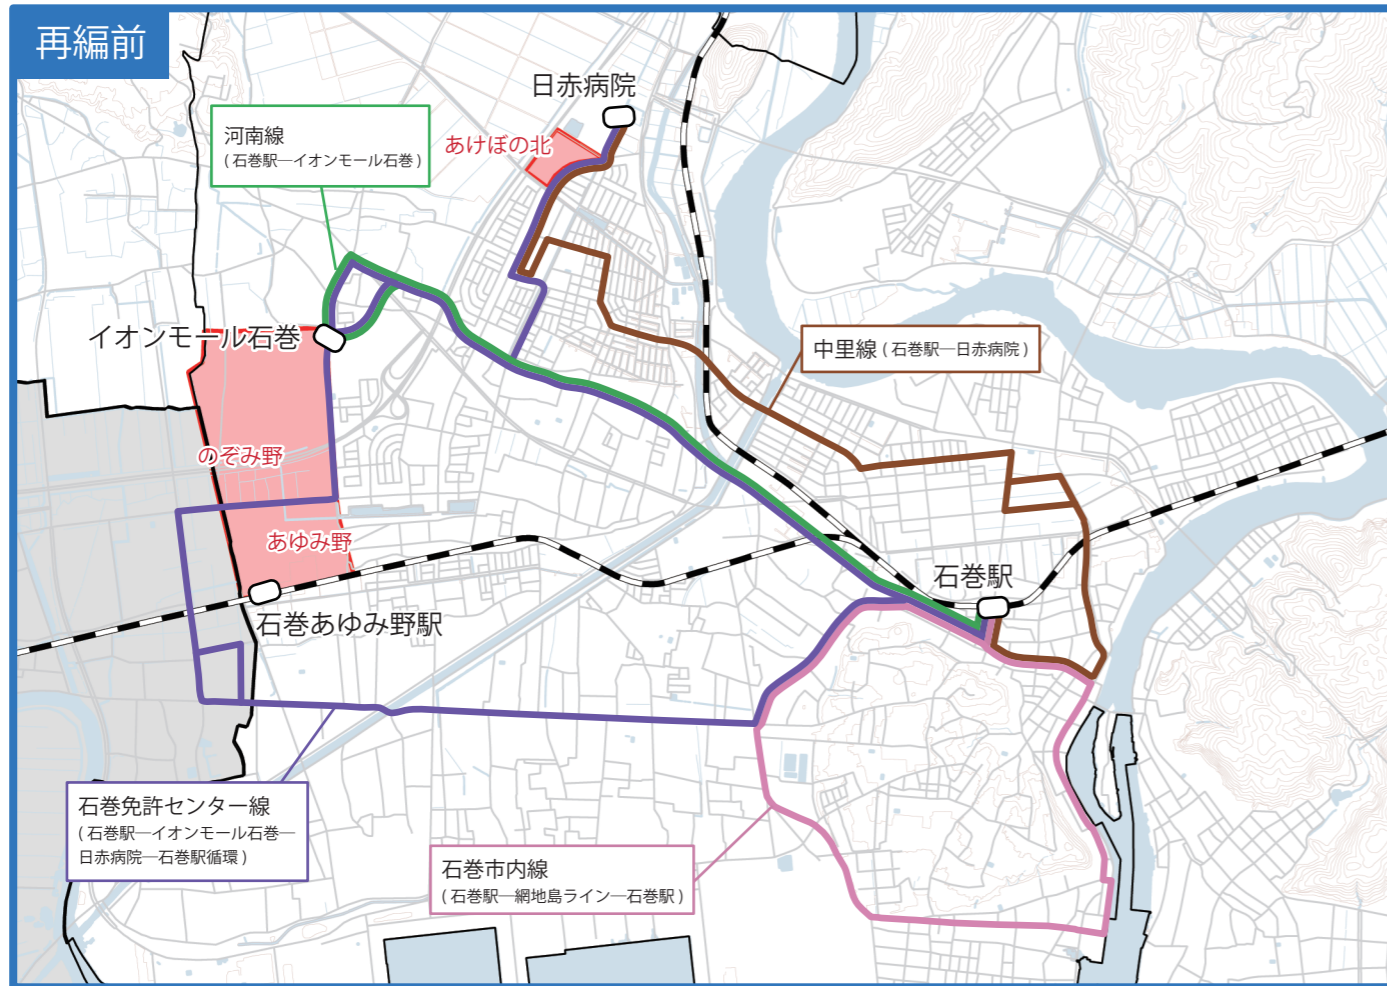 再編前
日赤病院
河南線
(石巻駅―イオンモール石巻)
あけぼの北
イオンモール石巻
中里線(石巻駅―日赤病院)
のぞみ野
あゆみ野
石巻駅
石巻あゆみ野駅
石巻免許センター線
(石巻駅―イオンモール石巻―
日赤病院―石巻駅循環)
石巻市内線
(石巻駅―網地島ライン―石巻駅)